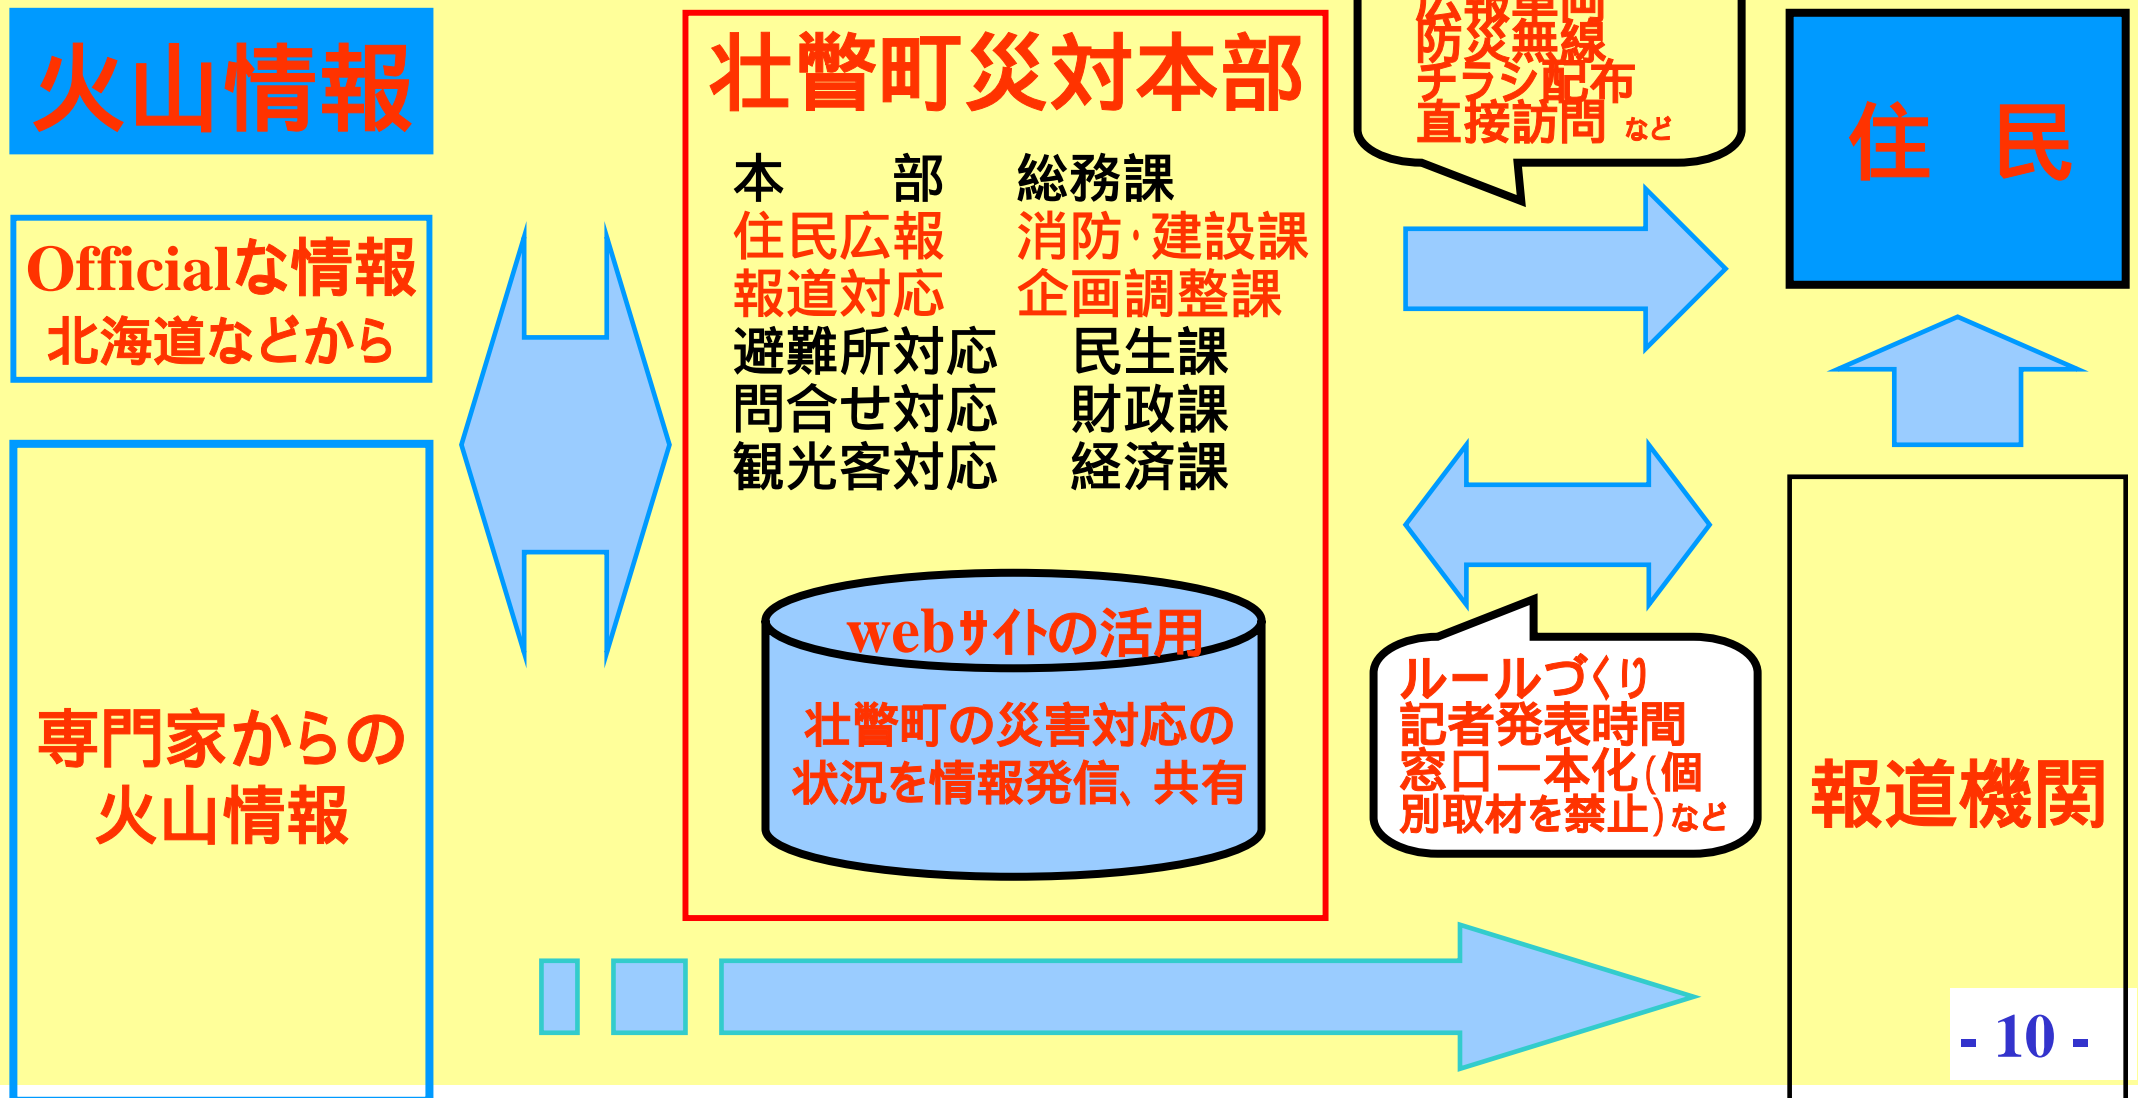 火山情報
Officialな情報
北海道などから
専門家からの
火山情報
壮瞥町災対本部
本　部 総務課
住民広報 消防・建設課
報道対応 企画調整課
避難所対応 民生課
問合せ対応 財政課
観光客対応 経済課
webサイトの活用
壮瞥町の災害対応の
状況を情報発信、共有
防災無線
チラシ配布
直接訪問 など
ルールづくり
記者発表時間
窓口一本化(個
別取材を禁止)など
住 民
報道機関
- 10 -